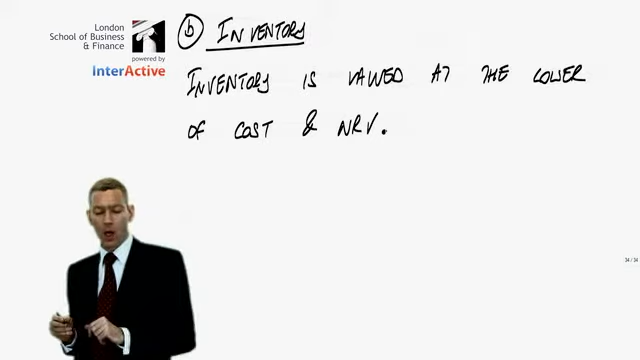 London
School of Business
& Finance
powered by
InterActive
b INVENTORY
INVENTORY IS VALUED AT THE LOWER
OF COST & NRV.
34 / 34